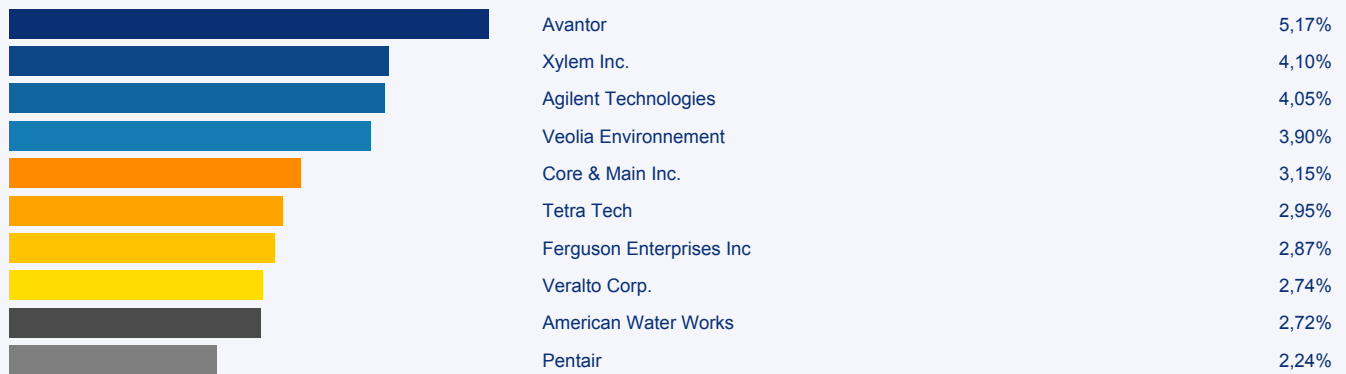 Avantor 5,17%
Xylem Inc. 4,10%
Agilent Technologies 4,05%
Veolia Environnement 3,90%
Core & Main Inc. 3,15%
Tetra Tech 2,95%
Ferguson Enterprises Inc 2,87%
Veralto Corp. 2,74%
American Water Works 2,72%
Pentair 2,24%